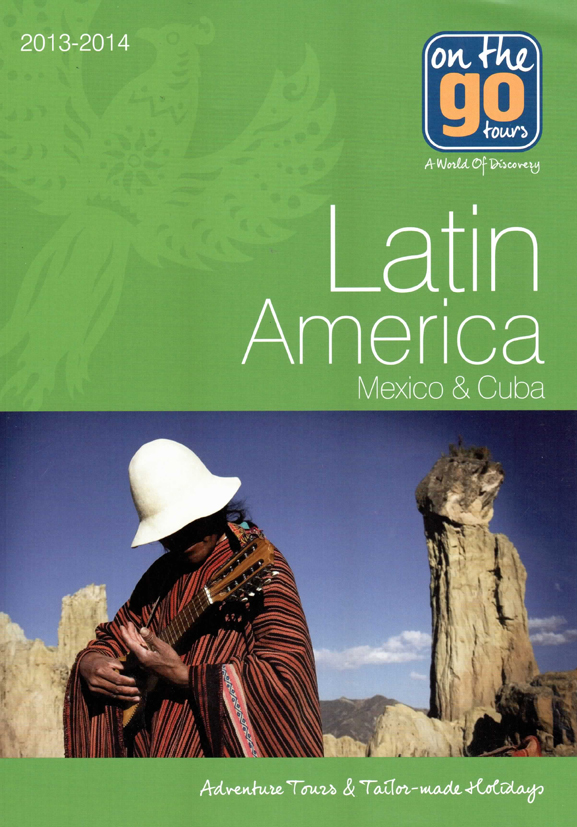 2013-2014
on the
go
tours
A World Of Discovery
Latin
America
Mexico & Cuba
Adventure Tours & Tailor-made Holidays